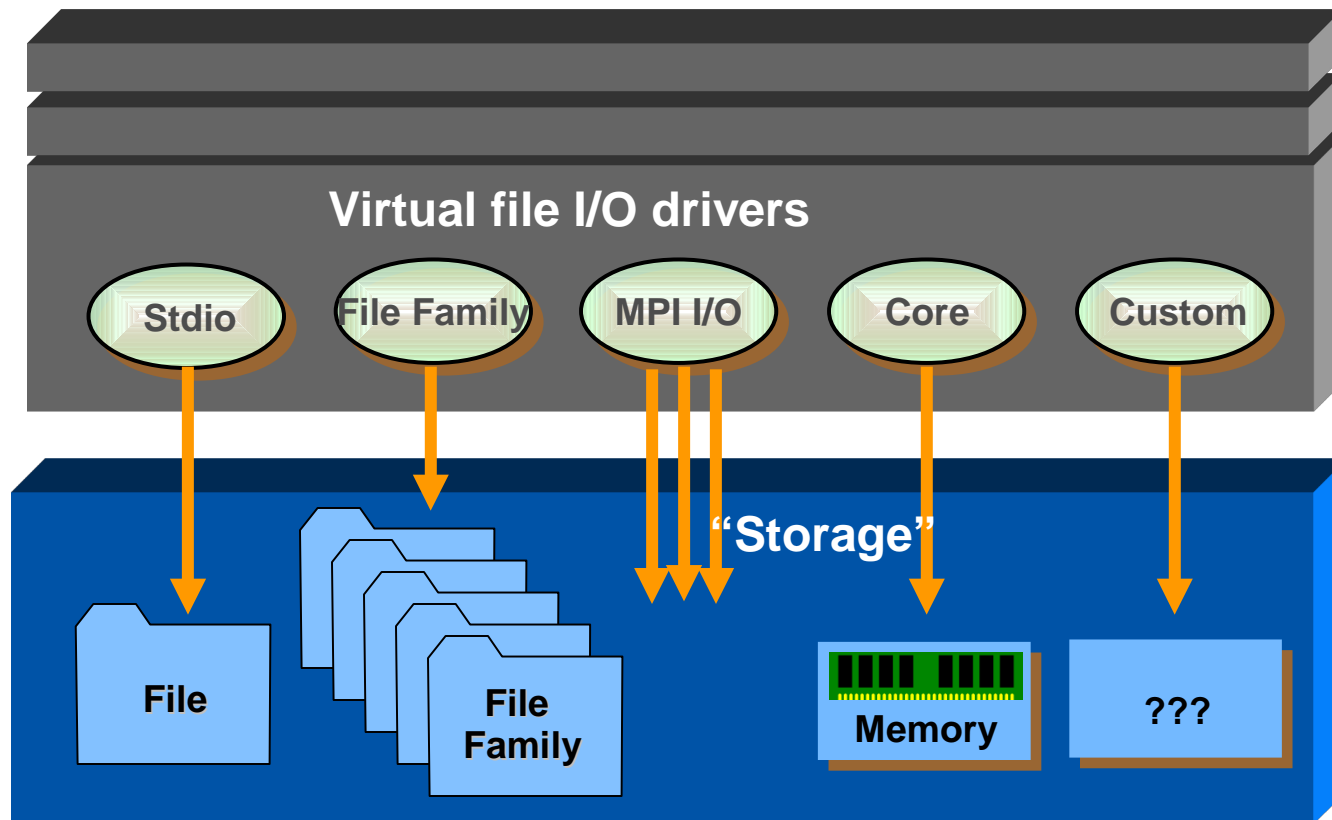 Virtual file I/O drivers
Stdio
File Family
MPI I/O
Core
Custom
“Storage”
File
File
Family
Memory
???